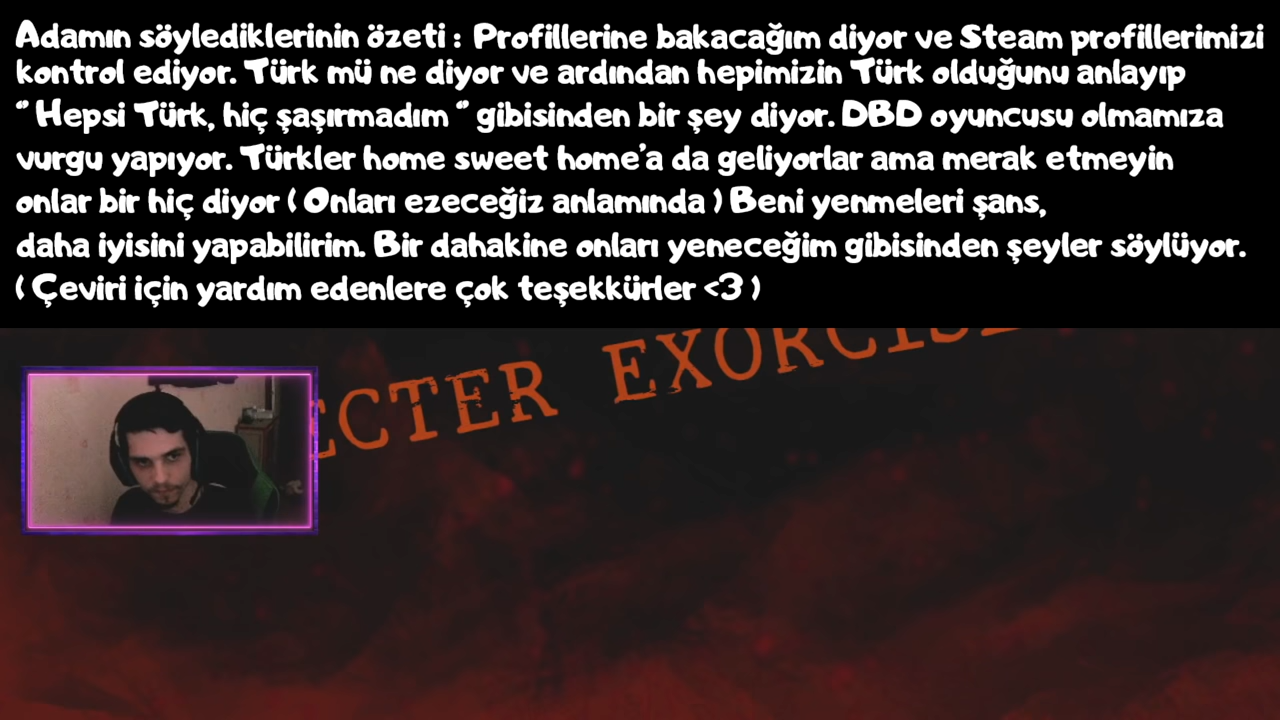 Adamın söylediklerinin özeti : Profillerine bakacağım diyor ve Steam profillerimizi
kontrol ediyor. Türk mü ne diyor ve ardından hepimizin Türk olduğunu anlayıp
" Hepsi Türk, hiç şaşırmadım " gibisinden bir şey diyor. DBD oyuncusu olmamıza
vurgu yapıyor. Türkler home sweet home'a da geliyorlar ama merak etmeyin
onlar bir hiç diyor ( Onları ezeceğiz anlamında ) Beni yenmeleri şans,
daha iyisini yapabilirim. Bir dahakine onları yeneceğim gibisinden şeyler söylüyor.
( Çeviri için yardım edenlere çok teşekkürler <3 )
ECTER EXORCISE